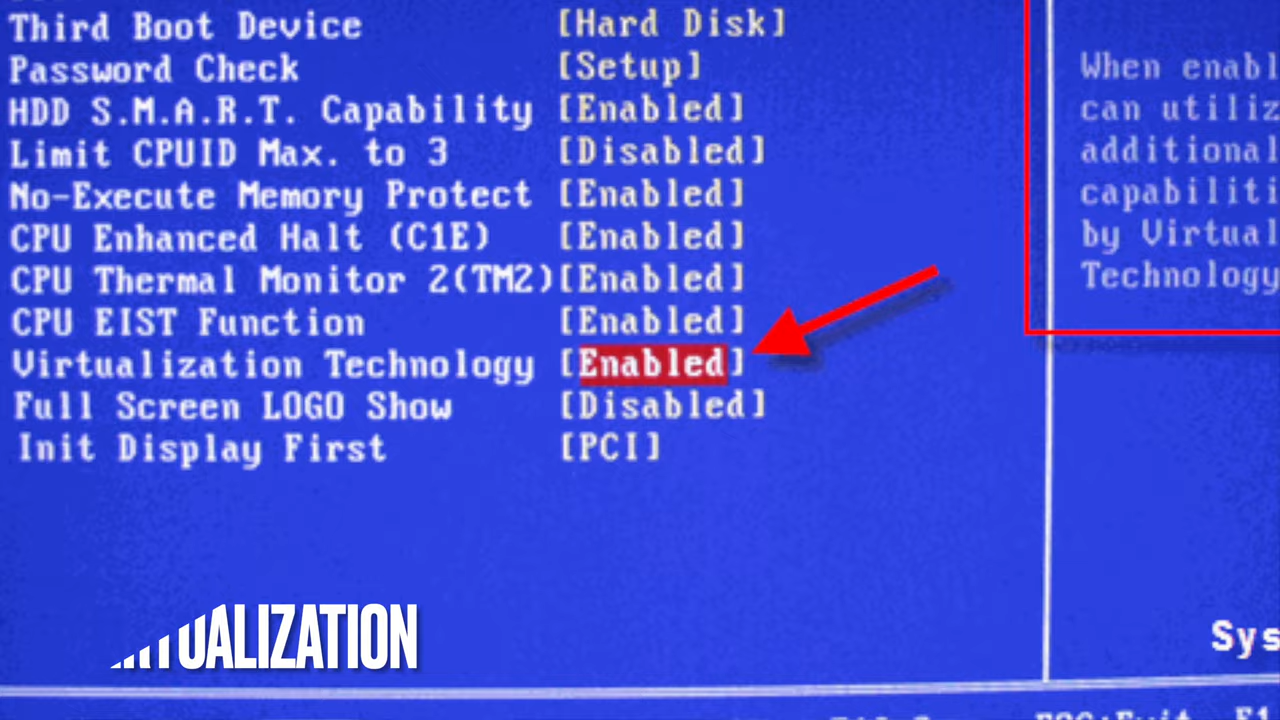 Third Boot Device [Hard Disk]
Password Check [Setup]
HDD S.M.A.R.T. Capability [Enabled]
Limit CPUID Max. to 3 [Disabled]
No-Execute Memory Protect [Enabled]
CPU Enhanced Halt (C1E) [Enabled]
CPU Thermal Monitor 2(TM2) [Enabled]
CPU EIST Function [Enabled]
Virtualization Technology [Enabled]
Full Screen LOGO Show [Disabled]
Init Display First [PCI]
When enabl
can utiliz
additional
capabiliti
by Virtual
Technology
Sys
UALIZATION
ESC:Exit F1